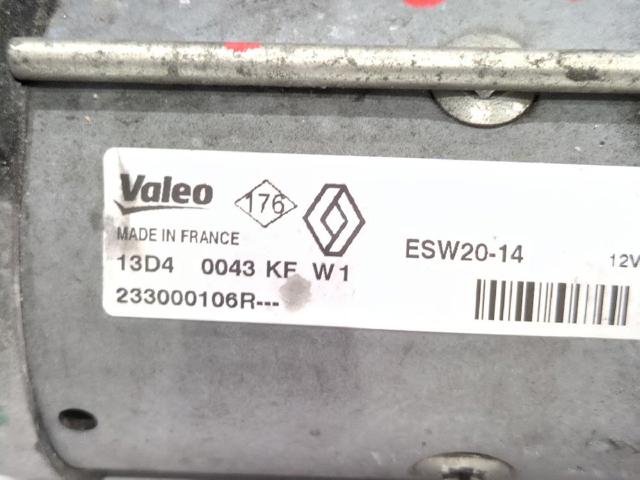 Valeo
176
MADE IN FRANCE
13D4 0043 KF W1
233000106R---
ESW20-14
12V